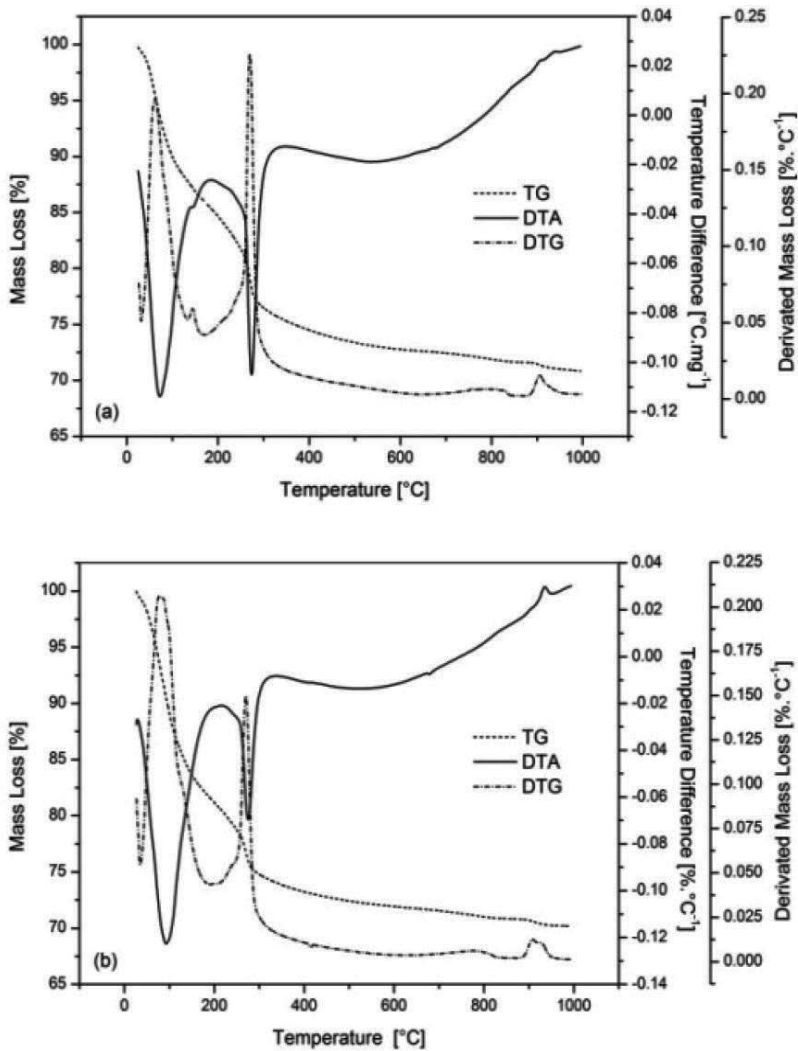 100
95
90
85
80
75
70
65
Mass Loss [%]
0 200 400 600 800 1000
Temperature [°C]
0.04
0.02
0.00
-0.02
-0.04
-0.06
-0.08
-0.10
-0.12
Temperature Difference [°C.mg⁻¹]
0.25
0.20
0.15
0.10
0.05
0.00
Derivated Mass Loss [%.°C⁻¹]
TG
DTA
DTG
(a)
100
95
90
85
80
75
70
65
Mass Loss [%]
0 200 400 600 800 1000
Temperature [°C]
0.04
0.02
0.00
-0.02
-0.04
-0.06
-0.08
-0.10
-0.12
-0.14
Temperature Difference [%.°C⁻¹]
0.225
0.200
0.175
0.150
0.125
0.100
0.075
0.050
0.025
0.000
Derivated Mass Loss [%.°C⁻¹]
TG
DTA
DTG
(b)